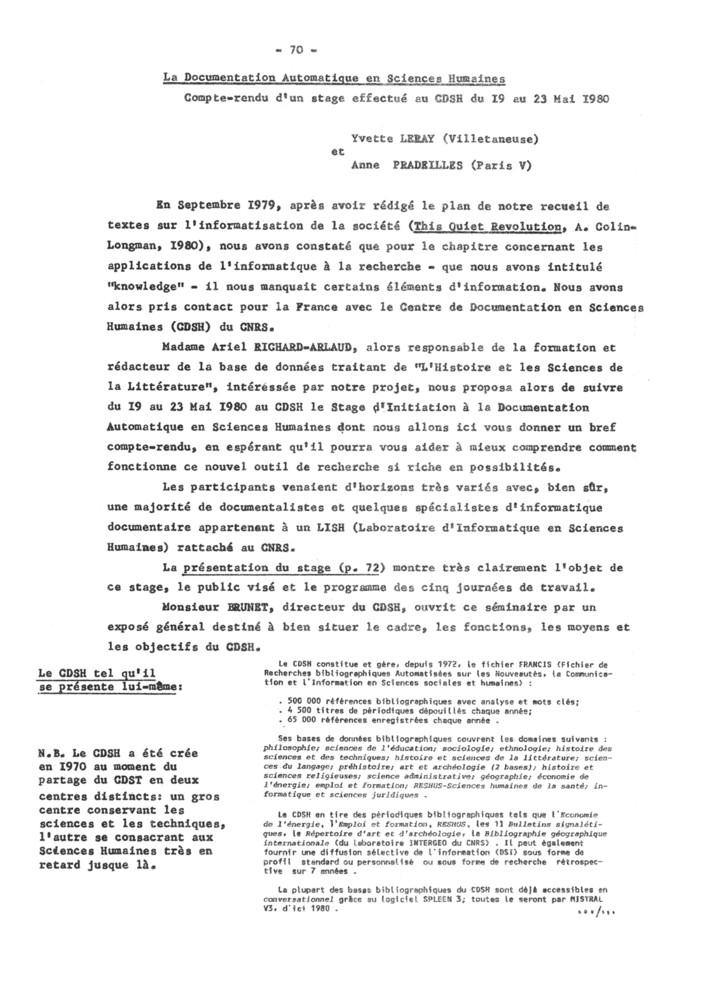 - 70 -
La Documentation Automatique en Sciences Humaines
Compte-rendu d'un stage effectué au CDSH du I9 au 23 Mai I980
Yvette LERAY (Villetaneuse)
et
Anne PRADEILLES (Paris V)
En Septembre I979, après avoir rédigé le plan de notre recueil de
textes sur l'informatisation de la société (This Quiet Revolution, A. Colin-
Longman, I980), nous avons constaté que pour le chapitre concernant les
applications de l'informatique à la recherche - que nous avons intitulé
"knowledge" - il nous manquait certains éléments d'information. Nous avons
alors pris contact pour la France avec le Centre de Documentation en Sciences
Humaines (CDSH) du CNRS.
Madame Ariel RICHARD-ARLAUD, alors responsable de la formation et
rédacteur de la base de données traitant de "L'Histoire et les Sciences de
la Littérature", intéressée par notre projet, nous proposa alors de suivre
du I9 au 23 Mai I980 au CDSH le Stage d'Initiation à la Documentation
Automatique en Sciences Humaines dont nous allons ici vous donner un bref
compte-rendu, en espérant qu'il pourra vous aider à mieux comprendre comment
fonctionne ce nouvel outil de recherche si riche en possibilités.
Les participants venaient d'horizons très variés avec, bien sûr,
une majorité de documentalistes et quelques spécialistes d'informatique
documentaire appartenant à un LISH (Laboratoire d'Informatique en Sciences
Humaines) rattaché au CNRS.
La présentation du stage (p. 72) montre très clairement l'objet de
ce stage, le public visé et le programme des cinq journées de travail.
Monsieur BRUNET, directeur du CDSH, ouvrit ce séminaire par un
exposé général destiné à bien situer le cadre, les fonctions, les moyens et
les objectifs du CDSH.
Le CDSH tel qu'il
se présente lui-même:
N.B. Le CDSH a été crée
en I970 au moment du
partage du CDST en deux
centres distincts: un gros
centre conservant les
sciences et les techniques,
l'autre se consacrant aux
Sciences Humaines très en
retard jusque là.
Le CDSH constitue et gère, depuis 1972, le fichier FRANCIS (Fichier de
Recherches bibliographiques Automatisées sur les Nouveautés, la Communica-
tion et l'Information en Sciences sociales et humaines) :
. 500 000 références bibliographiques avec analyse et mots clés;
. 4 500 titres de périodiques dépouillés chaque année;
. 65 000 références enregistrées chaque année .
Ses bases de données bibliographiques couvrent les domaines suivants :
philosophie; sciences de l'éducation; sociologie; ethnologie; histoire des
sciences et des techniques; histoire et sciences de la littérature; scien-
ces du langage; préhistoire; art et archéologie (2 bases); histoire et
sciences religieuses; science administrative; géographie; économie de
l'énergie; emploi et formation; RESHUS-Sciences humaines de la santé; in-
formatique et sciences juridiques .
Le CDSH en tire des périodiques bibliographiques tels que l'Economie
de l'énergie, l'Emploi et formation, RESHUS, les 11 Bulletins signaléti-
ques, le Répertoire d'art et d'archéologie, la Bibliographie géographique
internationale (du laboratoire INTERGEO du CNRS) . Il peut également
fournir une diffusion sélective de l'information (DSI) sous forme de
profil standard ou personnalisé ou sous forme de recherche rétrospec-
tive sur 7 années .
La plupart des bases bibliographiques du CDSH sont déjà accessibles en
conversationnel grâce au logiciel SPLEEN 3; toutes le seront par MISTRAL
V3. d'ici 1980 .
.../...